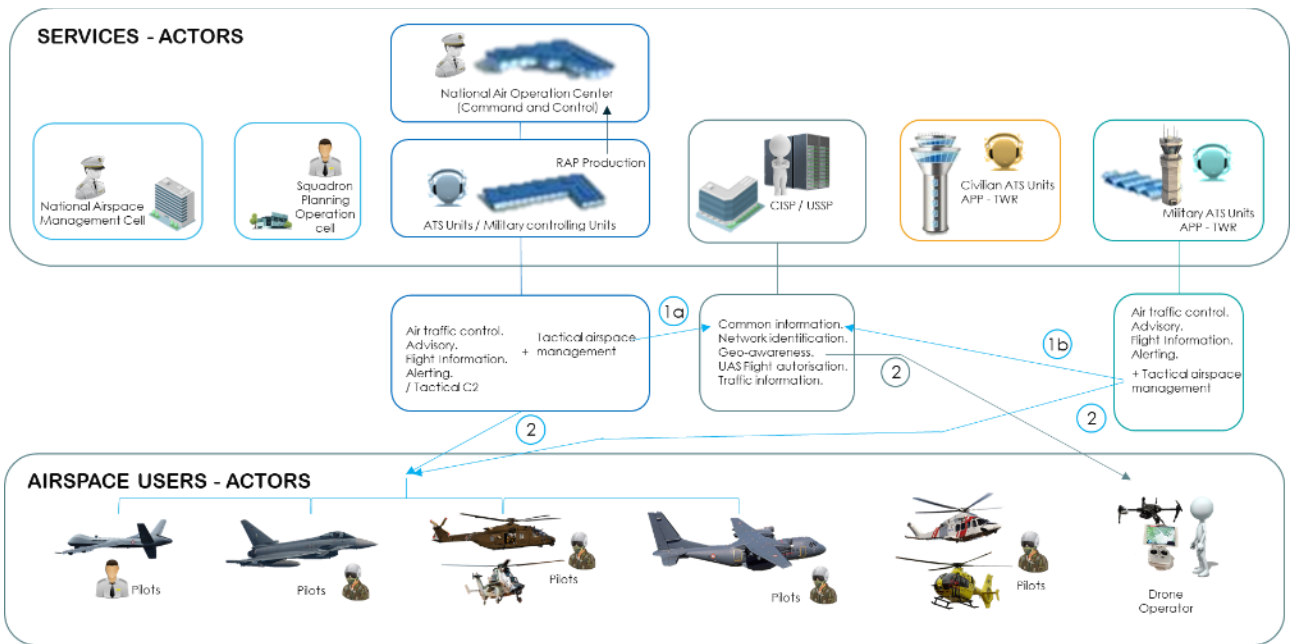 SERVICES - ACTORS
National Air Operation Center
(Command and Control)
RAP Production
National Airspace
Management Cell
Squadron
Planning
Operation
cell
ATS Units / Military controlling Units
CISP / USSP
Civilian ATS Units
APP - TWR
Military ATS Units
APP - TWR
Air traffic control.
Advisory.
Flight Information.
Alerting.
/ Tactical C2
+ Tactical airspace
management
1a
Common information.
Network identification.
Geo-awareness.
UAS Flight autorisation.
Traffic information.
2
1b
Air traffic control.
Advisory.
Flight Information.
Alerting.
+ Tactical airspace
management
2
2
AIRSPACE USERS - ACTORS
Pilots
Pilots
Pilots
Pilots
Pilots
Drone
Operator